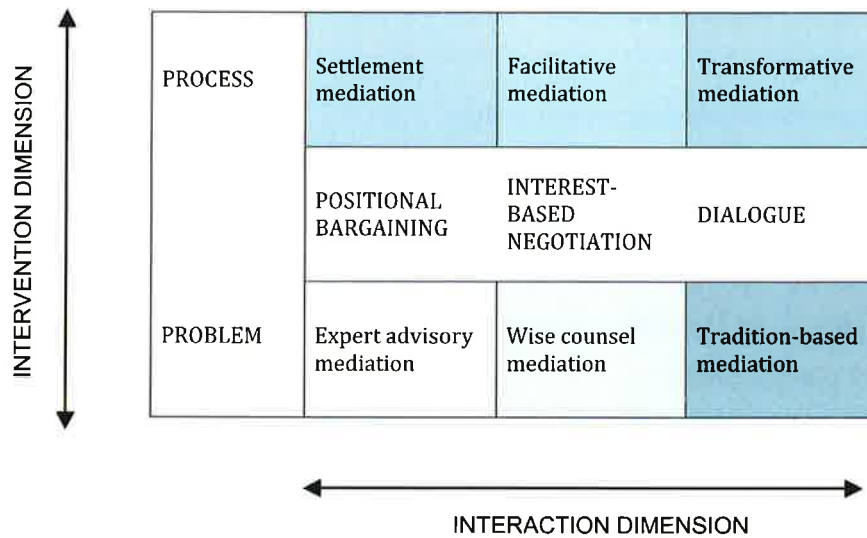 INTERVENTION DIMENSION
PROCESS
Settlement
mediation
Facilitative
mediation
Transformative
mediation
POSITIONAL
BARGAINING
INTEREST-
BASED
NEGOTIATION
DIALOGUE
PROBLEM
Expert advisory
mediation
Wise counsel
mediation
Tradition-based
mediation
INTERACTION DIMENSION